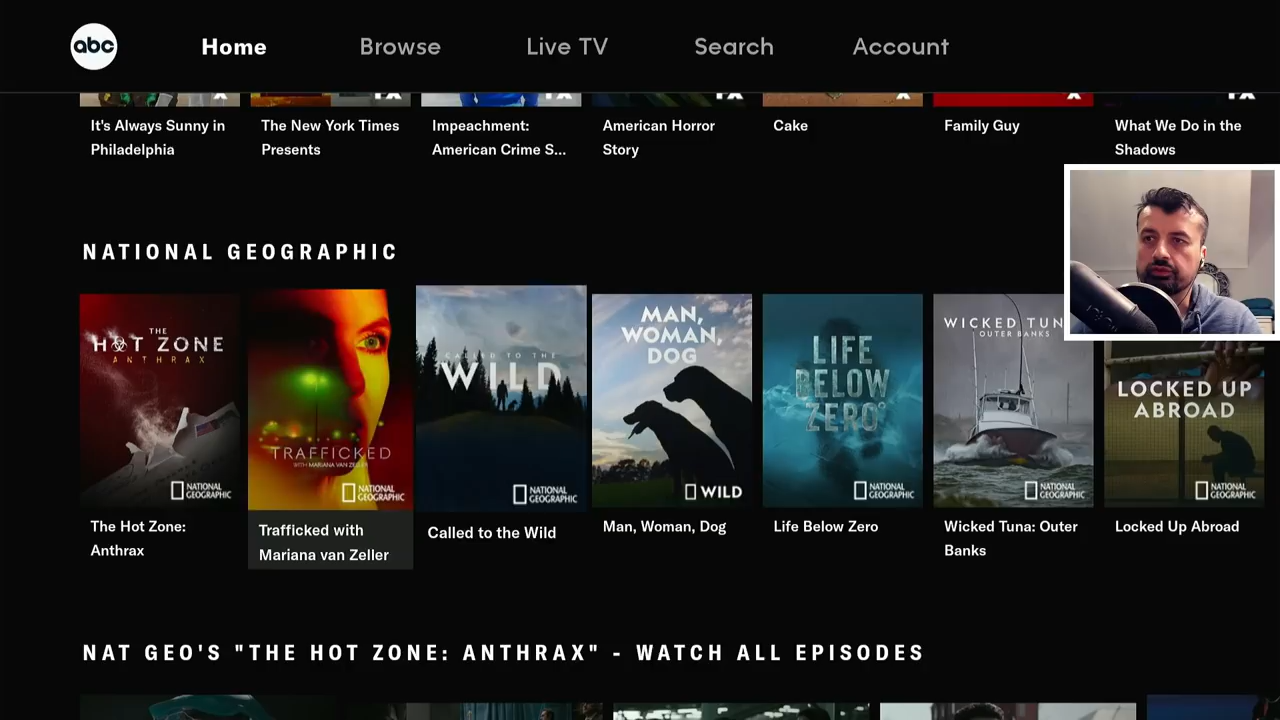 abc
Home
Browse
Live TV
Search
Account
It's Always Sunny in
Philadelphia
The New York Times
Presents
Impeachment:
American Crime S...
American Horror
Story
Cake
Family Guy
What We Do in the
Shadows
NATIONAL GEOGRAPHIC
THE
HOT ZONE
ANTHRAX
NATIONAL
GEOGRAPHIC
TRAFFICKED
WITH MARIANA VAN ZELLER
NATIONAL
GEOGRAPHIC
CALLED TO THE
WILD
NATIONAL
GEOGRAPHIC
MAN,
WOMAN,
DOG
WILD
LIFE
BELOW
ZERO
NATIONAL
GEOGRAPHIC
WICKED TUN
OUTER BANKS
NATIONAL
GEOGRAPHIC
LOCKED UP
ABROAD
NATIONAL
GEOGRAPHIC
The Hot Zone:
Anthrax
Trafficked with
Mariana van Zeller
Called to the Wild
Man, Woman, Dog
Life Below Zero
Wicked Tuna: Outer
Banks
Locked Up Abroad
NAT GEO'S "THE HOT ZONE: ANTHRAX" - WATCH ALL EPISODES